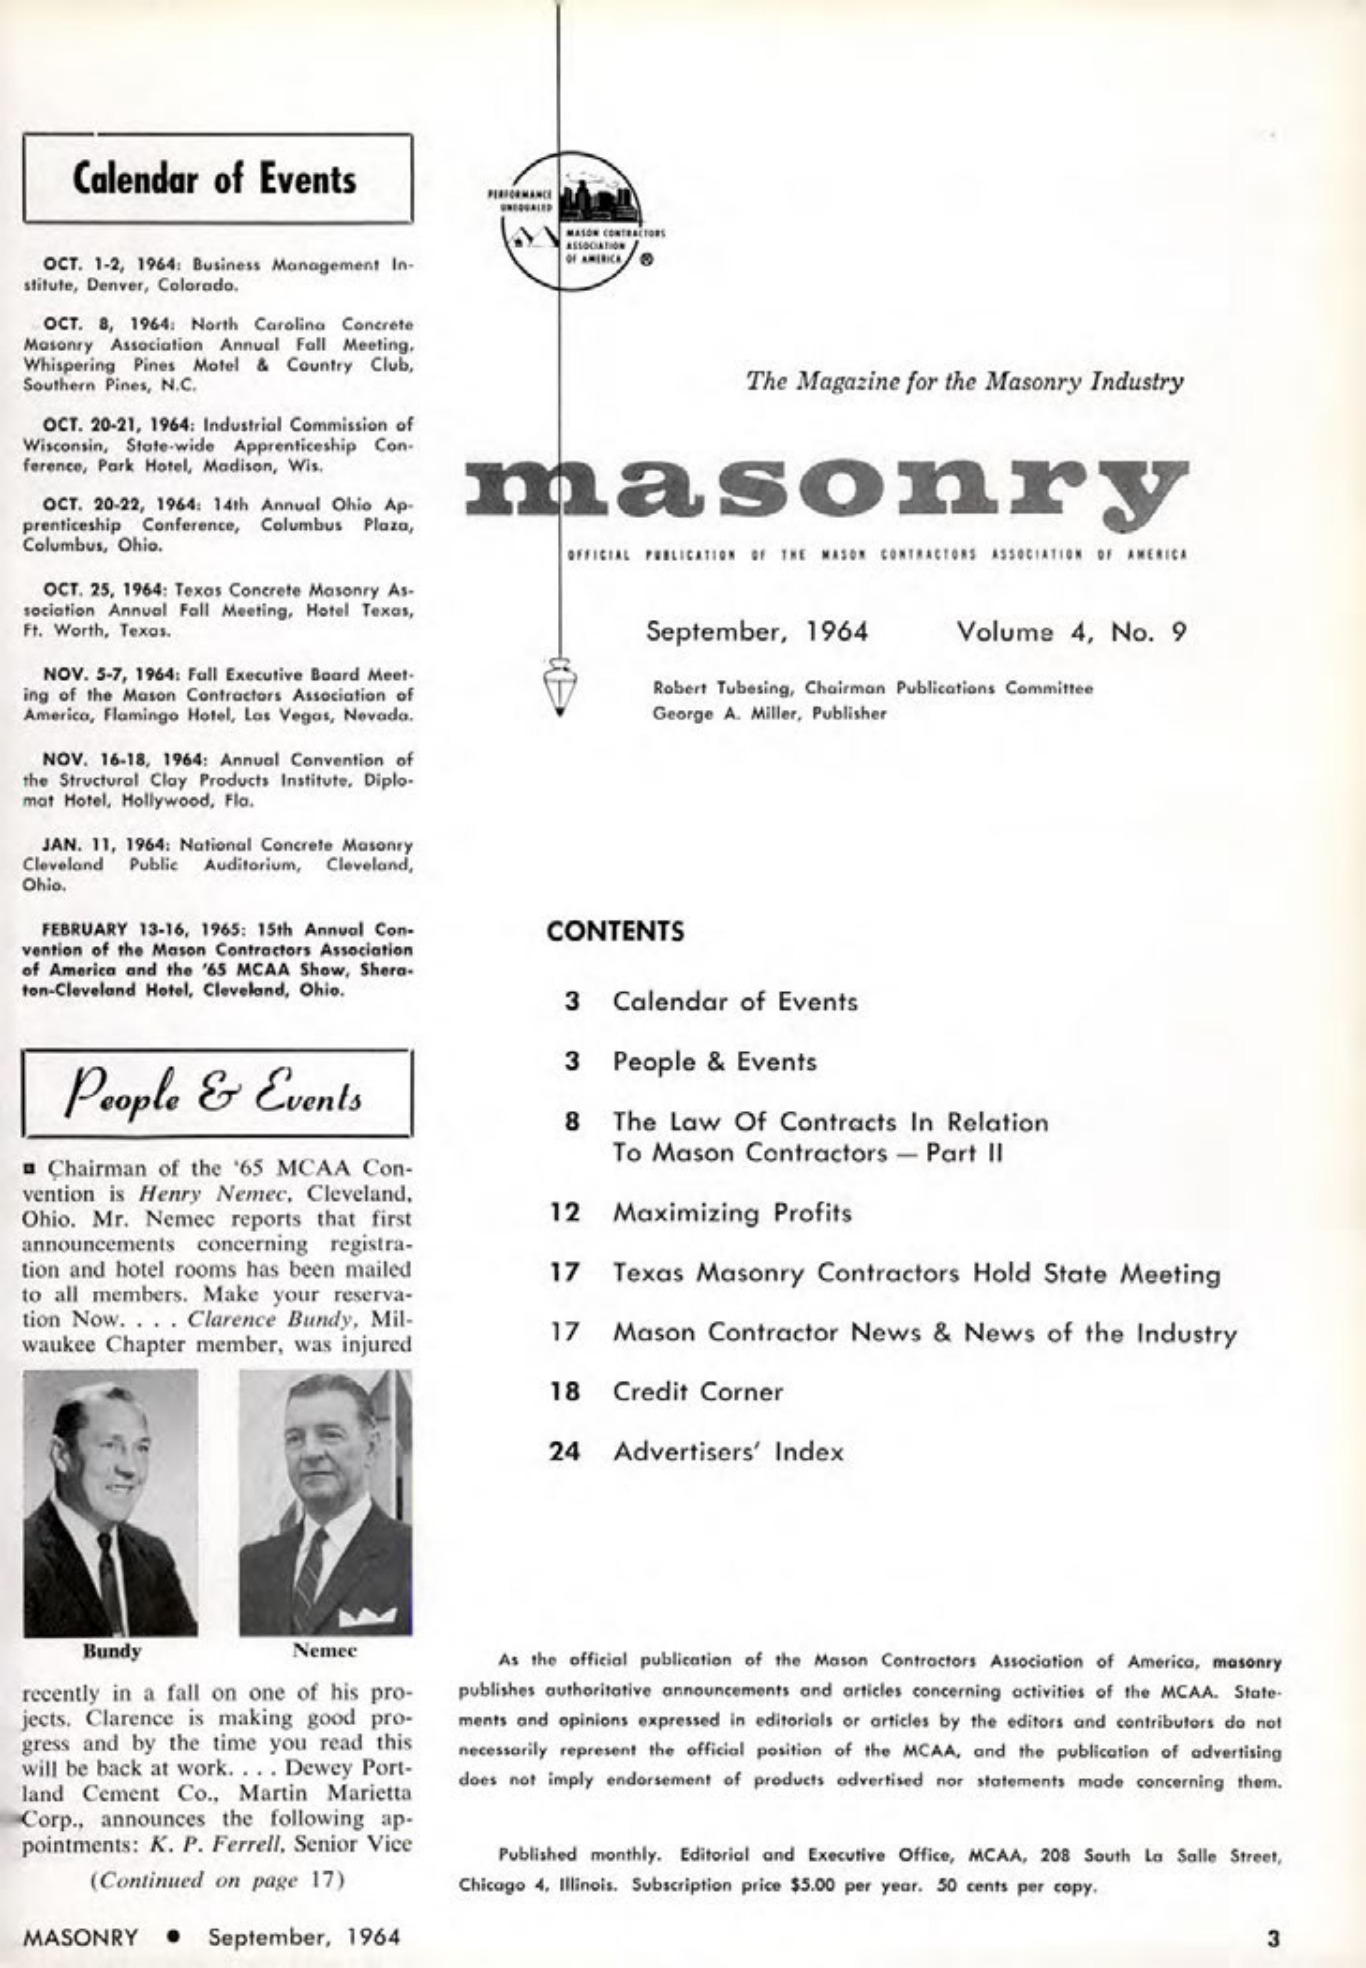 Calendar of Events
OCT. 1-2, 1964: Business Management In-
stitute, Denver, Colorado.
OCT. 8, 1964: North Carolina Concrete
Masonry Association Annual Fall Meeting,
Whispering Pines Motel & Country Club,
Southern Pines, N.C.
OCT. 20-21, 1964: Industrial Commission of
Wisconsin, State-wide Apprenticeship Con-
ference, Park Hotel, Madison, Wis.
OCT. 20-22, 1964: 14th Annual Ohio Ap-
prenticeship Conference, Columbus Plaza,
Columbus, Ohio.
OCT. 25, 1964: Texas Concrete Masonry As-
sociation Annual Fall Meeting, Hotel Texas,
Ft. Worth, Texas.
NOV. 5-7, 1964: Fall Executive Board Meet-
ing of the Mason Contractors Association of
America, Flamingo Hotel, Las Vegas, Nevada.
NOV. 16-18, 1964: Annual Convention of
the Structural Clay Products Institute, Diplo-
mat Hotel, Hollywood, Fla.
JAN. 11, 1964: National Concrete Masonry
Cleveland Public Auditorium, Cleveland,
Ohio.
FEBRUARY 13-16, 1965: 15th Annual Con-
vention of the Mason Contractors Association
of America and the '65 MCAA Show, Shera-
ton-Cleveland Hotel, Cleveland, Ohio.
People & Events
▪ Chairman of the '65 MCAA Con-
vention is Henry Nemec, Cleveland,
Ohio. Mr. Nemec reports that first
announcements concerning registra-
tion and hotel rooms has been mailed
to all members. Make your reserva-
tion Now. . . . Clarence Bundy, Mil-
waukee Chapter member, was injured
Bundy
Nemec
recently in a fall on one of his pro-
jects. Clarence is making good pro-
gress and by the time you read this
will be back at work. . . . Dewey Port-
land Cement Co., Martin Marietta
Corp., announces the following ap-
pointments: K. P. Ferrell, Senior Vice
(Continued on page 17)
PERFORMANCE
UNEQUALED
MASON CONTRACTORS
ASSOCIATION
OF AMERICA ®
The Magazine for the Masonry Industry
masonry
OFFICIAL PUBLICATION OF THE MASON CONTRACTORS ASSOCIATION OF AMERICA
September, 1964 Volume 4, No. 9
Robert Tubesing, Chairman Publications Committee
George A. Miller, Publisher
CONTENTS
3 Calendar of Events
3 People & Events
8 The Law Of Contracts In Relation
To Mason Contractors — Part II
12 Maximizing Profits
17 Texas Masonry Contractors Hold State Meeting
17 Mason Contractor News & News of the Industry
18 Credit Corner
24 Advertisers' Index
As the official publication of the Mason Contractors Association of America, masonry
publishes authoritative announcements and articles concerning activities of the MCAA. State-
ments and opinions expressed in editorials or articles by the editors and contributors do not
necessarily represent the official position of the MCAA, and the publication of advertising
does not imply endorsement of products advertised nor statements made concerning them.
Published monthly. Editorial and Executive Office, MCAA, 208 South La Salle Street,
Chicago 4, Illinois. Subscription price $5.00 per year. 50 cents per copy.
MASONRY • September, 1964
3